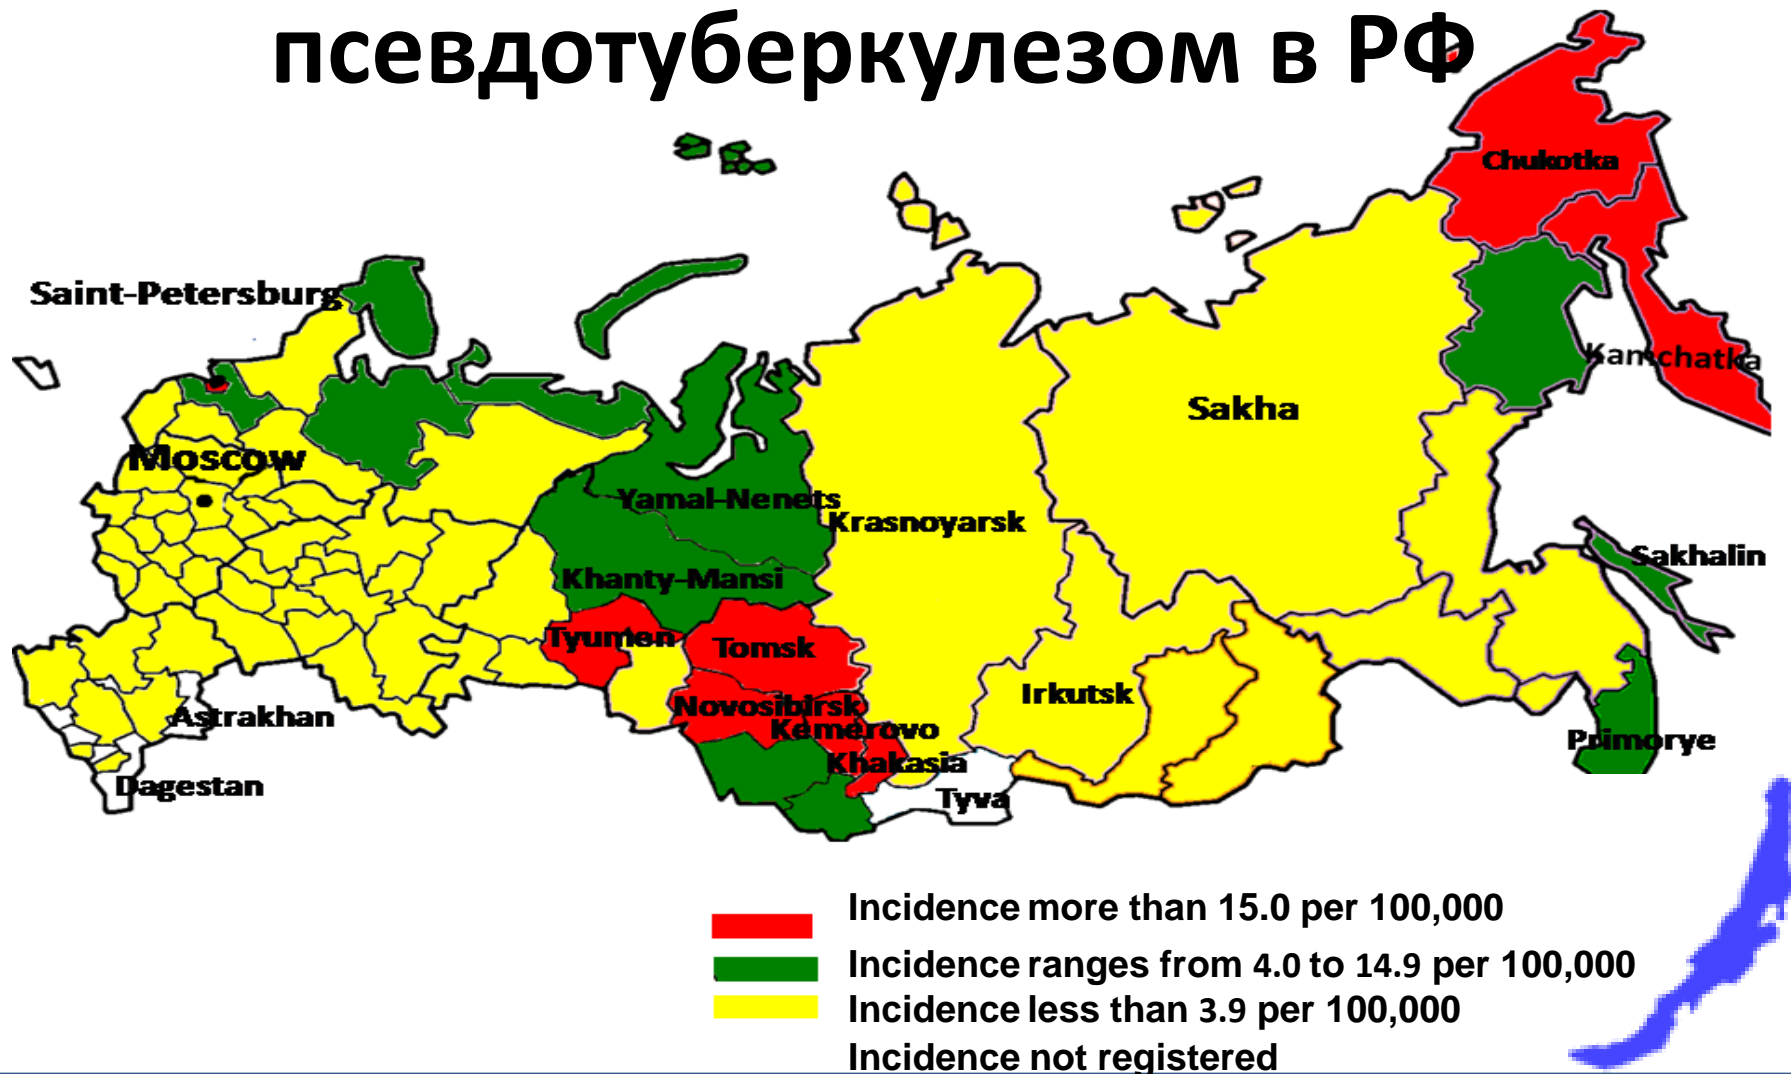 псевдотуберкулезом в РФ
Chukotka
Saint-Petersburg
Kamchatka
Sakha
Moscow
Yamal-Nenets
Krasnoyarsk
Sakhalin
Khanty-Mansi
Tyumen
Tomsk
Irkutsk
Novosibirsk
Astrakhan
Kemerovo
Primorye
Khakasia
Dagestan
Tyva
Incidence more than 15.0 per 100,000
Incidence ranges from 4.0 to 14.9 per 100,000
Incidence less than 3.9 per 100,000
Incidence not registered